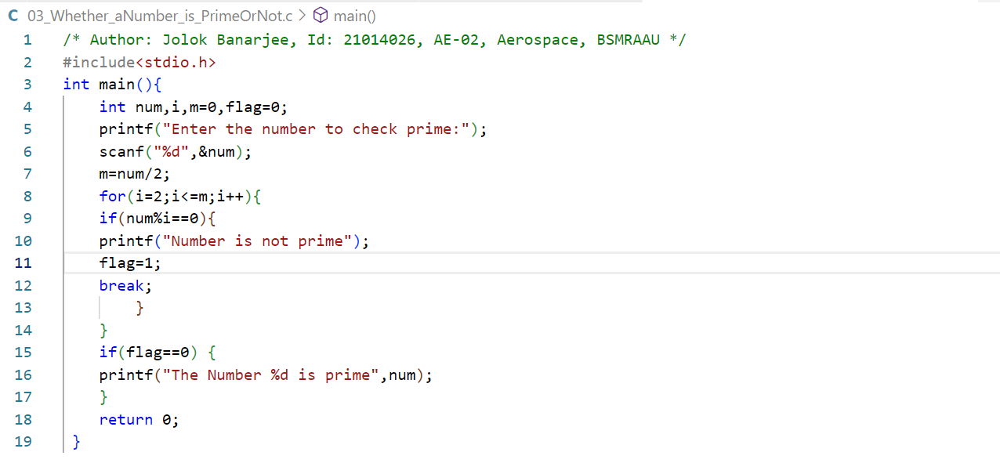 C 03_Whether_aNumber_is_PrimeOrNot.c > main()
1 /* Author: Jolok Banarjee, Id: 21014026, AE-02, Aerospace, BSMRAAU */
2 #include<stdio.h>
3 int main(){
4     int num,i,m=0,flag=0;
5     printf("Enter the number to check prime:");
6     scanf("%d",&num);
7     m=num/2;
8     for(i=2;i<=m;i++){
9     if(num%i==0){
10     printf("Number is not prime");
11     flag=1;
12     break;
13         }
14     }
15     if(flag==0) {
16     printf("The Number %d is prime",num);
17     }
18     return 0;
19  }